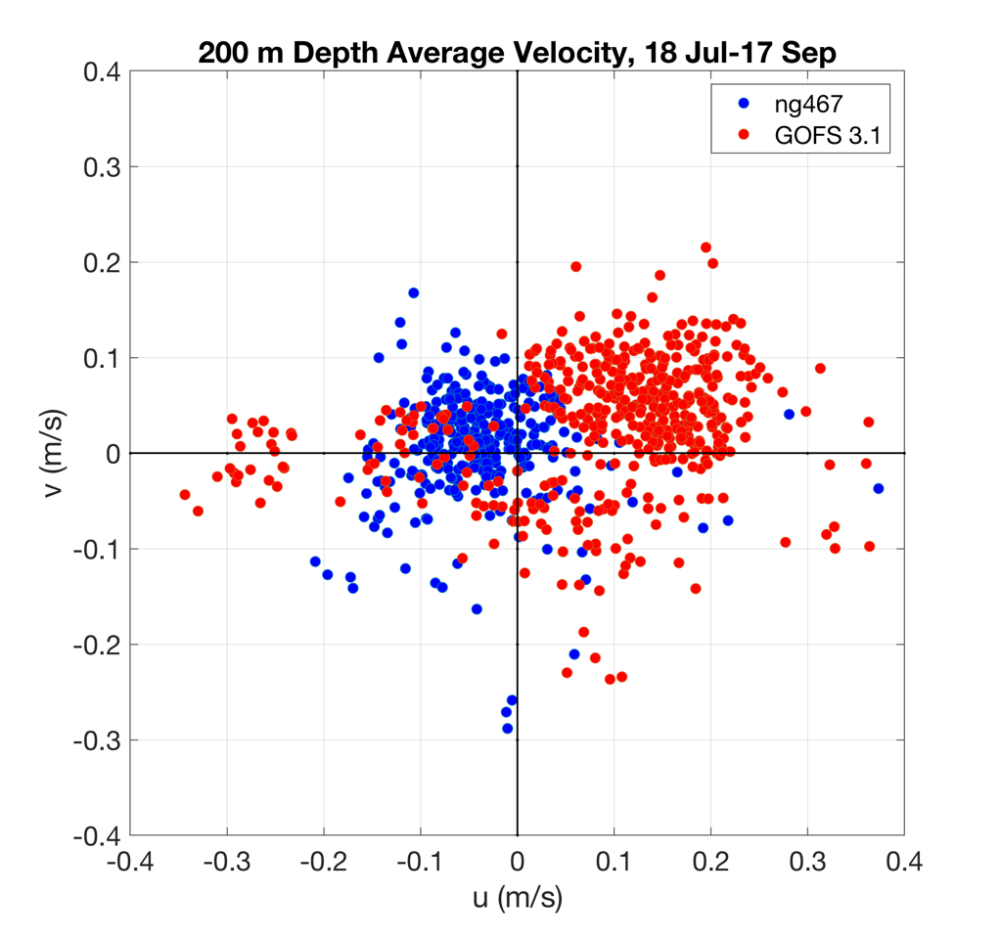 200 m Depth Average Velocity, 18 Jul-17 Sep
ng467
GOFS 3.1
0.4
0.3
0.2
0.1
0
-0.1
-0.2
-0.3
-0.4
v (m/s)
-0.4 -0.3 -0.2 -0.1 0 0.1 0.2 0.3 0.4
u (m/s)